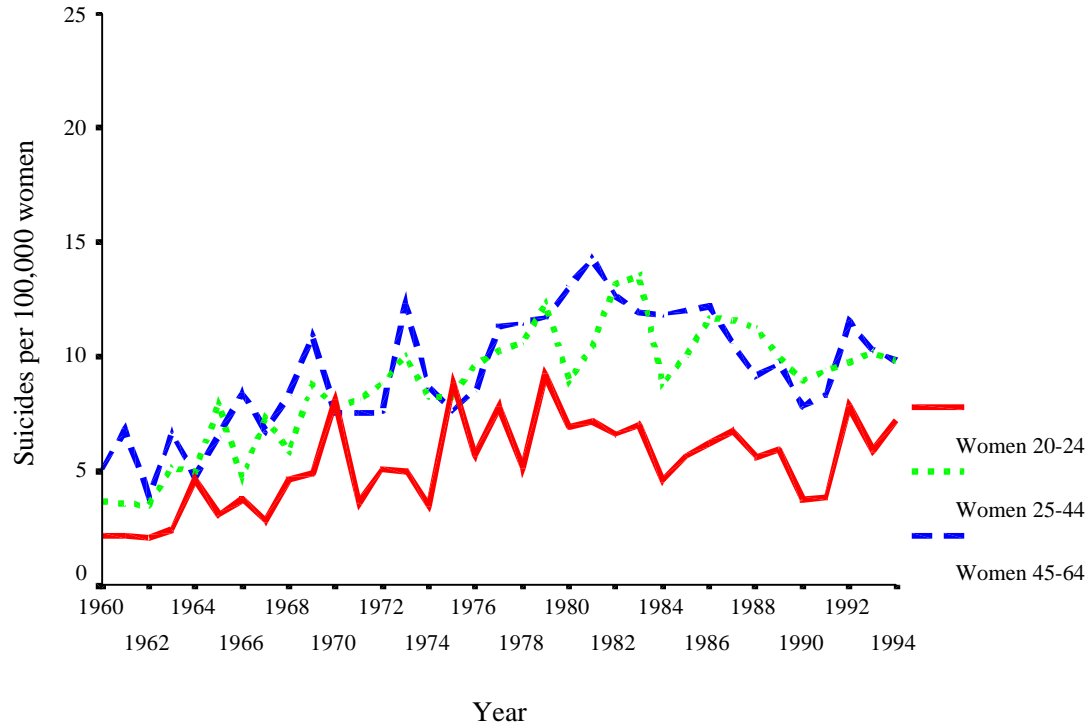 25
20
15
10
5
0
Suicides per 100,000 women
1960 1964 1968 1972 1976 1980 1984 1988 1992
1962 1966 1970 1974 1978 1982 1986 1990 1994
Year
Women 20-24
Women 25-44
Women 45-64